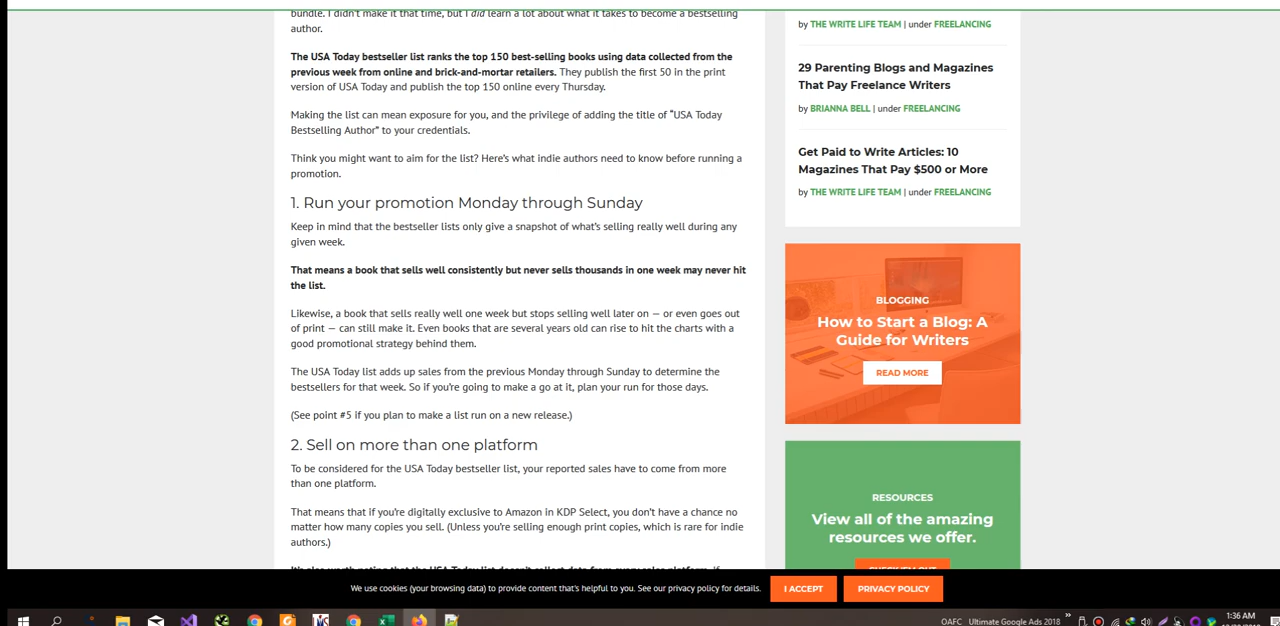 bundle. I didn't make it that time, but I did learn a lot about what it takes to become a bestselling
author.
The USA Today bestseller list ranks the top 150 best-selling books using data collected from the
previous week from online and brick-and-mortar retailers. They publish the first 50 in the print
version of USA Today and publish the top 150 online every Thursday.
Making the list can mean exposure for you, and the privilege of adding the title of "USA Today
Bestselling Author" to your credentials.
Think you might want to aim for the list? Here's what indie authors need to know before running a
promotion.
1. Run your promotion Monday through Sunday
Keep in mind that the bestseller lists only give a snapshot of what's selling really well during any
given week.
That means a book that sells well consistently but never sells thousands in one week may never hit
the list.
Likewise, a book that sells really well one week but stops selling well later on — or even goes out
of print — can still make it. Even books that are several years old can rise to hit the charts with a
good promotional strategy behind them.
The USA Today list adds up sales from the previous Monday through Sunday to determine the
bestsellers for that week. So if you're going to make a go at it, plan your run for those days.
(See point #5 if you plan to make a list run on a new release.)
2. Sell on more than one platform
To be considered for the USA Today bestseller list, your reported sales have to come from more
than one platform.
That means that if you're digitally exclusive to Amazon in KDP Select, you don't have a chance no
matter how many copies you sell. (Unless you're selling enough print copies, which is rare for indie
authors.)
It's also worth noting that the USA Today list doesn't collect data from every sales platform, if
by THE WRITE LIFE TEAM | under FREELANCING
29 Parenting Blogs and Magazines
That Pay Freelance Writers
by BRIANNA BELL | under FREELANCING
Get Paid to Write Articles: 10
Magazines That Pay $500 or More
by THE WRITE LIFE TEAM | under FREELANCING
BLOGGING
How to Start a Blog: A
Guide for Writers
READ MORE
RESOURCES
View all of the amazing
resources we offer.
CHECK 'EM OUT
We use cookies (your browsing data) to provide content that's helpful to you. See our privacy policy for details.
I ACCEPT
PRIVACY POLICY
OAFC Ultimate Google Ads 2018
1:36 AM